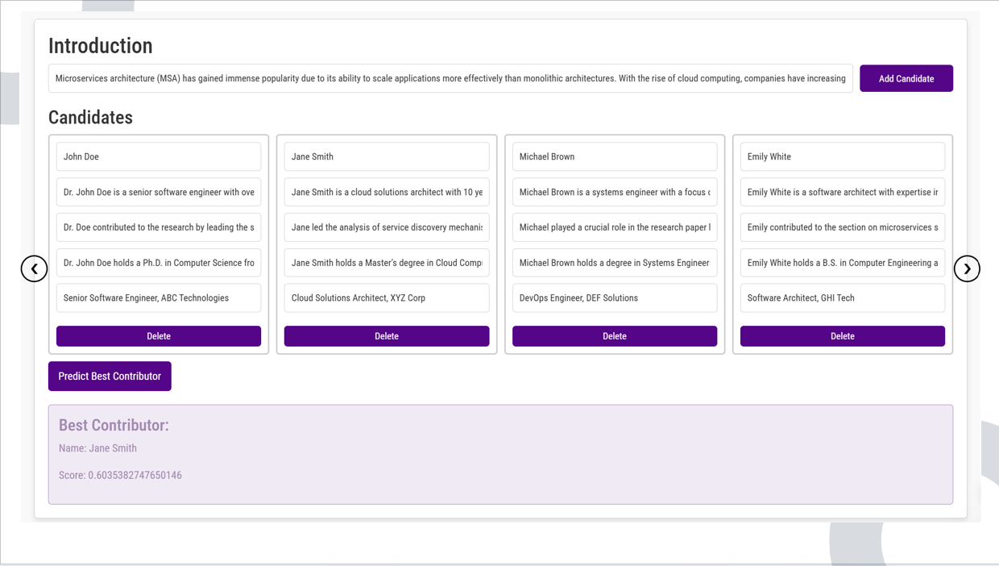 Introduction
Microservices architecture (MSA) has gained immense popularity due to its ability to scale applications more effectively than monolithic architectures. With the rise of cloud computing, companies have increasing
Add Candidate
Candidates
John Doe
Dr. John Doe is a senior software engineer with ove
Dr. Doe contributed to the research by leading the s
Dr. John Doe holds a Ph.D. in Computer Science fro
Senior Software Engineer, ABC Technologies
Delete
Jane Smith
Jane Smith is a cloud solutions architect with 10 ye
Jane led the analysis of service discovery mechanis
Jane Smith holds a Master's degree in Cloud Comp
Cloud Solutions Architect, XYZ Corp
Delete
Michael Brown
Michael Brown is a systems engineer with a focus
Michael played a crucial role in the research paper
Michael Brown holds a degree in Systems Engineer
DevOps Engineer, DEF Solutions
Delete
Emily White
Emily White is a software architect with expertise
Emily contributed to the section on microservices s
Emily White holds a B.S. in Computer Engineering a
Software Architect, GHI Tech
Delete
Predict Best Contributor
Best Contributor:
Name: Jane Smith
Score: 0.6035382747650146